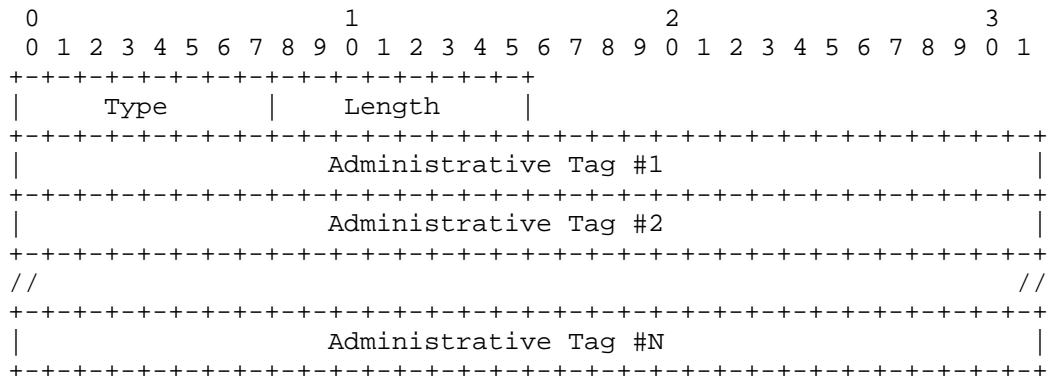 0                   1                   2                   3
 0 1 2 3 4 5 6 7 8 9 0 1 2 3 4 5 6 7 8 9 0 1 2 3 4 5 6 7 8 9 0 1
+-+-+-+-+-+-+-+-+-+-+-+-+-+-+-+-+
|     Type      |    Length     |
+-+-+-+-+-+-+-+-+-+-+-+-+-+-+-+-+-+-+-+-+-+-+-+-+-+-+-+-+-+-+-+-+
|                   Administrative Tag #1                       |
+-+-+-+-+-+-+-+-+-+-+-+-+-+-+-+-+-+-+-+-+-+-+-+-+-+-+-+-+-+-+-+-+
|                   Administrative Tag #2                       |
+-+-+-+-+-+-+-+-+-+-+-+-+-+-+-+-+-+-+-+-+-+-+-+-+-+-+-+-+-+-+-+-+
//                                                             //
+-+-+-+-+-+-+-+-+-+-+-+-+-+-+-+-+-+-+-+-+-+-+-+-+-+-+-+-+-+-+-+-+
|                   Administrative Tag #N                       |
+-+-+-+-+-+-+-+-+-+-+-+-+-+-+-+-+-+-+-+-+-+-+-+-+-+-+-+-+-+-+-+-+